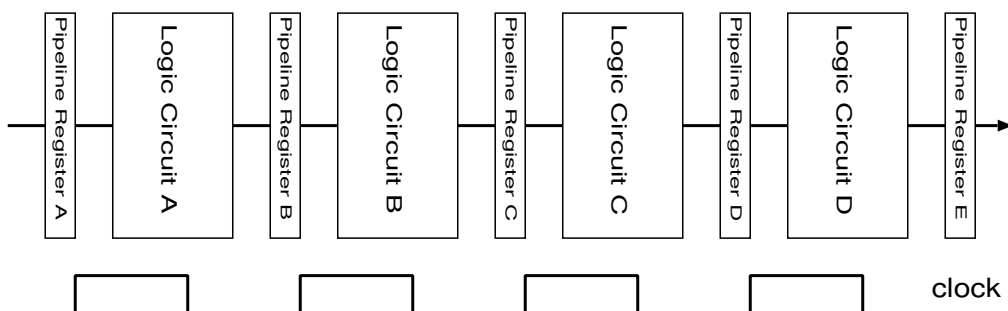 Pipeline Register A
Logic Circuit A
Pipeline Register B
Logic Circuit B
Pipeline Register C
Logic Circuit C
Pipeline Register D
Logic Circuit D
Pipeline Register E
clock